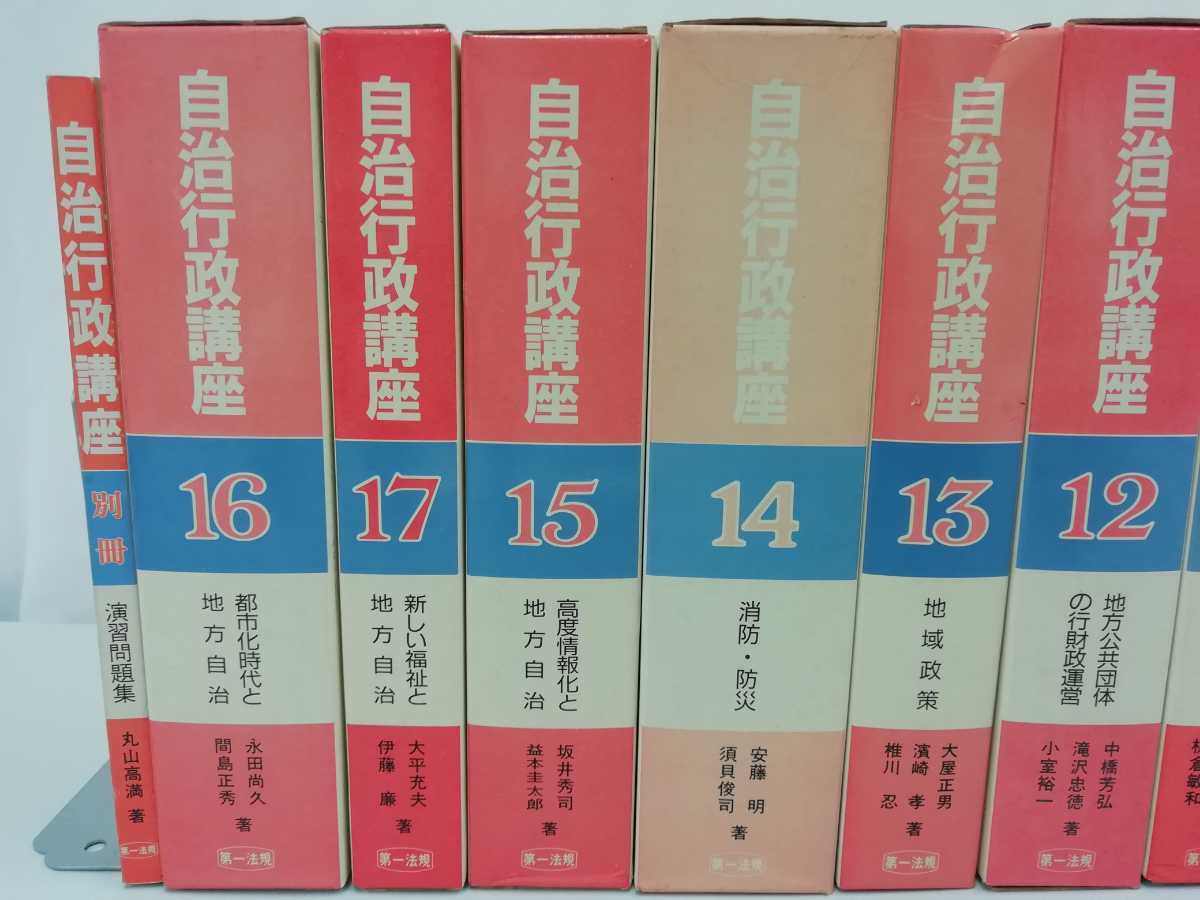 自治行政講座
別冊
演習問題集
丸山高満 著
第一法規
自治行政講座
16
都市化時代と
地方自治
永田尚久
間島正秀
著
第一法規
自治行政講座
17
新しい福祉と
地方自治
大平充夫
伊藤 廉
著
第一法規
自治行政講座
15
高度情報化と
地方自治
坂井秀司
益本圭太郎
著
第一法規
自治行政講座
14
消防・防災
安藤 明
須貝俊司
著
第一法規
自治行政講座
13
地域政策
大屋正男
濱崎 孝
椎川 忍
著
第一法規
自治行政講座
12
地方公共団体
の行財政運営
中橋芳弘
滝沢忠徳
小室裕一
著
第一法規
板倉敏和
第